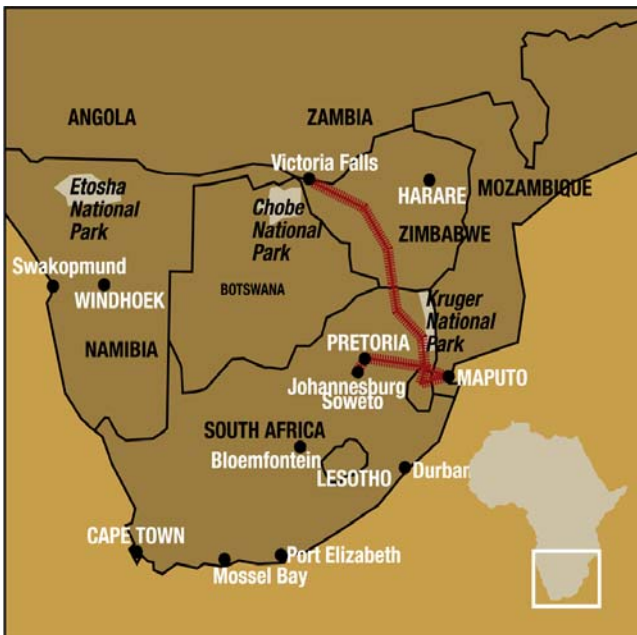 ANGOLA
ZAMBIA
Victoria Falls
Etosha
National
Park
Chobe
National
Park
HARARE
MOZAMBIQUE
ZIMBABWE
Swakopmund
WINDHOEK
BOTSWANA
Kruger
National
Park
NAMIBIA
PRETORIA
Johannesburg
Soweto
MAPUTO
SOUTH AFRICA
Bloemfontein
LESOTHO
Durban
CAPE TOWN
Port Elizabeth
Mossel Bay